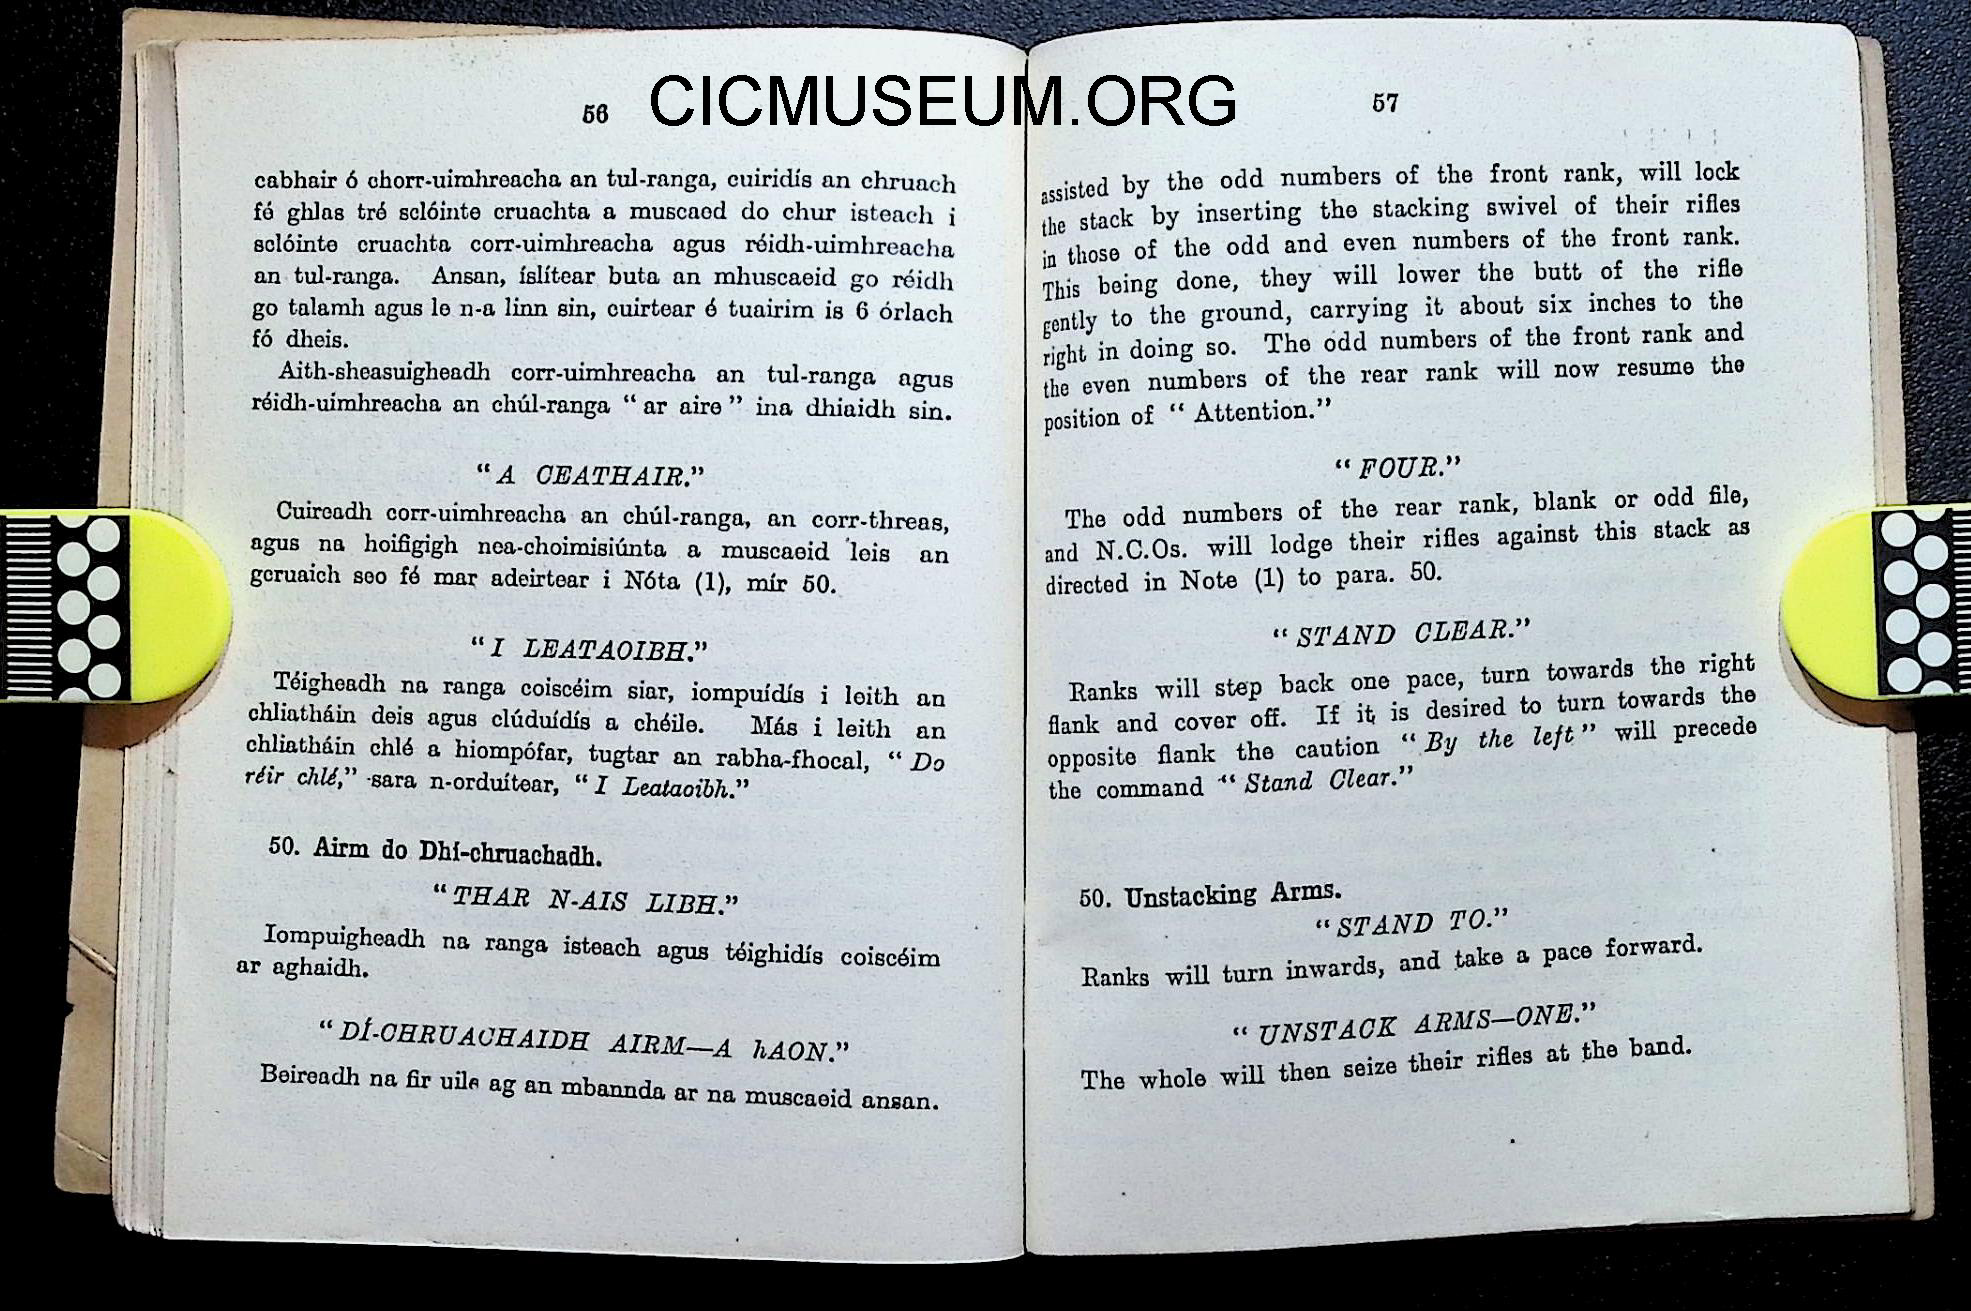 CICMUSEUM.ORG
56
cabhair ó chorr-uimhreacha an tul-ranga, cuiridís an chruach
fé ghlas tré sclóinte cruachta a muscaed do chur isteach i
sclóinte cruachta corr-uimhreacha agus réidh-uimhreacha
an tul-ranga. Ansan, íslítear buta an mhuscaeid go réidh
go talamh agus le n-a linn sin, cuirtear é tuairim is 6 órlach
fó dheis.
Aith-sheasuigheadh corr-uimhreacha an tul-ranga agus
réidh-uimhreacha an chúl-ranga “ar aire” ina dhiaidh sin.
“A CEATHAIR.”
Cuireadh corr-uimhreacha an chúl-ranga, an corr-threas,
agus na hoifigigh nea-choimisiúnta a muscaeid leis an
gcruaich seo fé mar adeirtear i Nóta (1), mír 50.
“I LEATAOIBH.”
Téigheadh na ranga coiscéim siar, iompuídís i leith an
chliatháin deis agus clúduídís a chéile. Más i leith an
chliatháin chlé a hiompófar, tugtar an rabha-fhocal, “Do
réir chlé,” sara n-orduítear, “I Leataoibh.”
50. Airm do Dhí-chruachadh.
“THAR N-AIS LIBH.”
Iompuigheadh na ranga isteach agus téighidís coiscéim
ar aghaidh.
“DÍ-CHRUACHAIDH AIRM—A hAON.”
Beireadh na fir uile ag an mbannda ar na muscaeid ansan.
57
assisted by the odd numbers of the front rank, will lock
the stack by inserting the stacking swivel of their rifles
in those of the odd and even numbers of the front rank.
This being done, they will lower the butt of the rifle
gently to the ground, carrying it about six inches to the
right in doing so. The odd numbers of the front rank and
the even numbers of the rear rank will now resume the
position of “Attention.”
“FOUR.”
The odd numbers of the rear rank, blank or odd file,
and N.C.Os. will lodge their rifles against this stack as
directed in Note (1) to para. 50.
“STAND CLEAR.”
Ranks will step back one pace, turn towards the right
flank and cover off. If it is desired to turn towards the
opposite flank the caution “By the left” will precede
the command “Stand Clear.”
50. Unstacking Arms.
“STAND TO.”
Ranks will turn inwards, and take a pace forward.
“UNSTACK ARMS—ONE.”
The whole will then seize their rifles at the band.